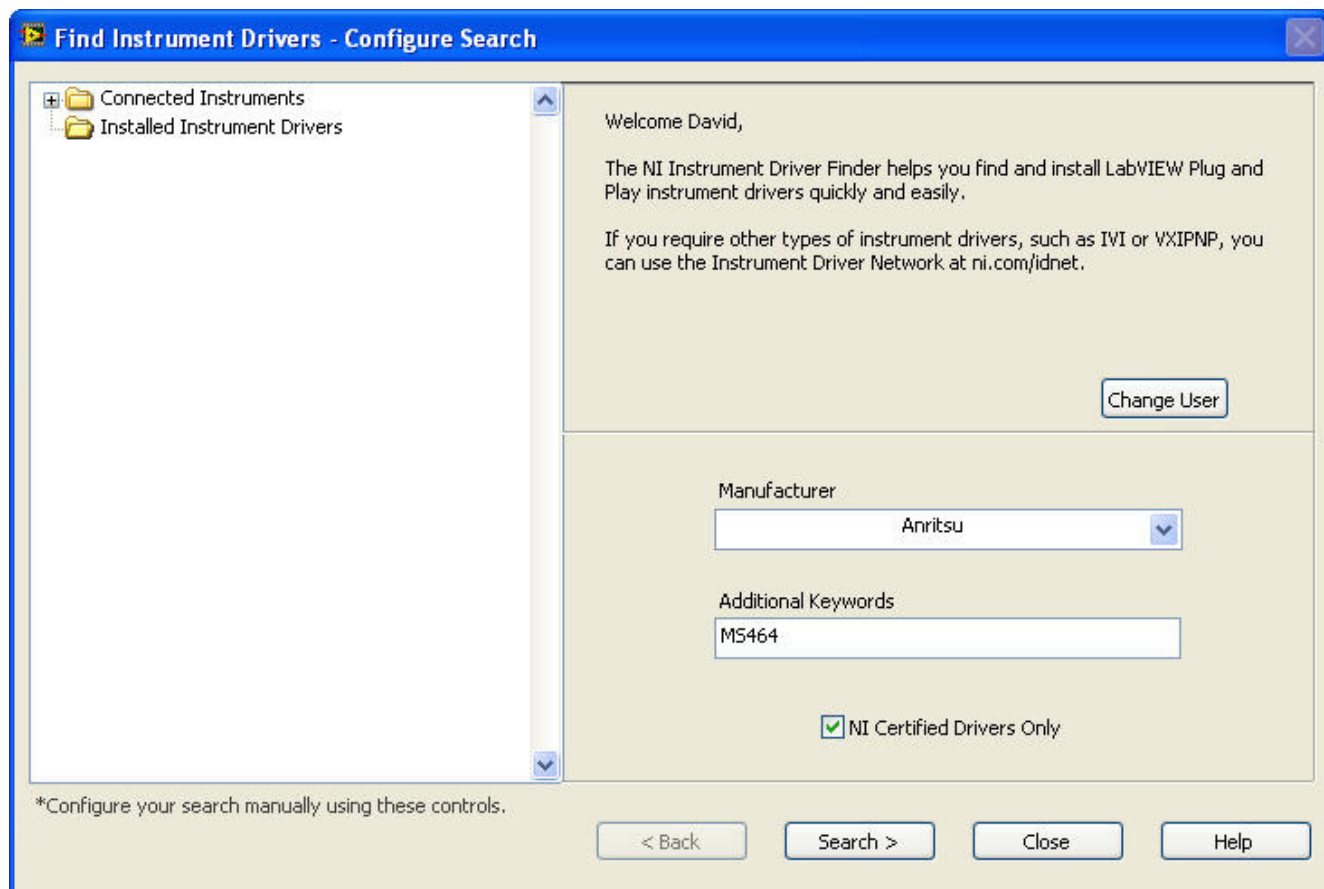 Find Instrument Drivers - Configure Search
Connected Instruments
Installed Instrument Drivers
Welcome David,
The NI Instrument Driver Finder helps you find and install LabVIEW Plug and
Play instrument drivers quickly and easily.
If you require other types of instrument drivers, such as IVI or VXIPNP, you
can use the Instrument Driver Network at ni.com/idnet.
Change User
Manufacturer
Anritsu
Additional Keywords
MS464
NI Certified Drivers Only
*Configure your search manually using these controls.
< Back
Search >
Close
Help